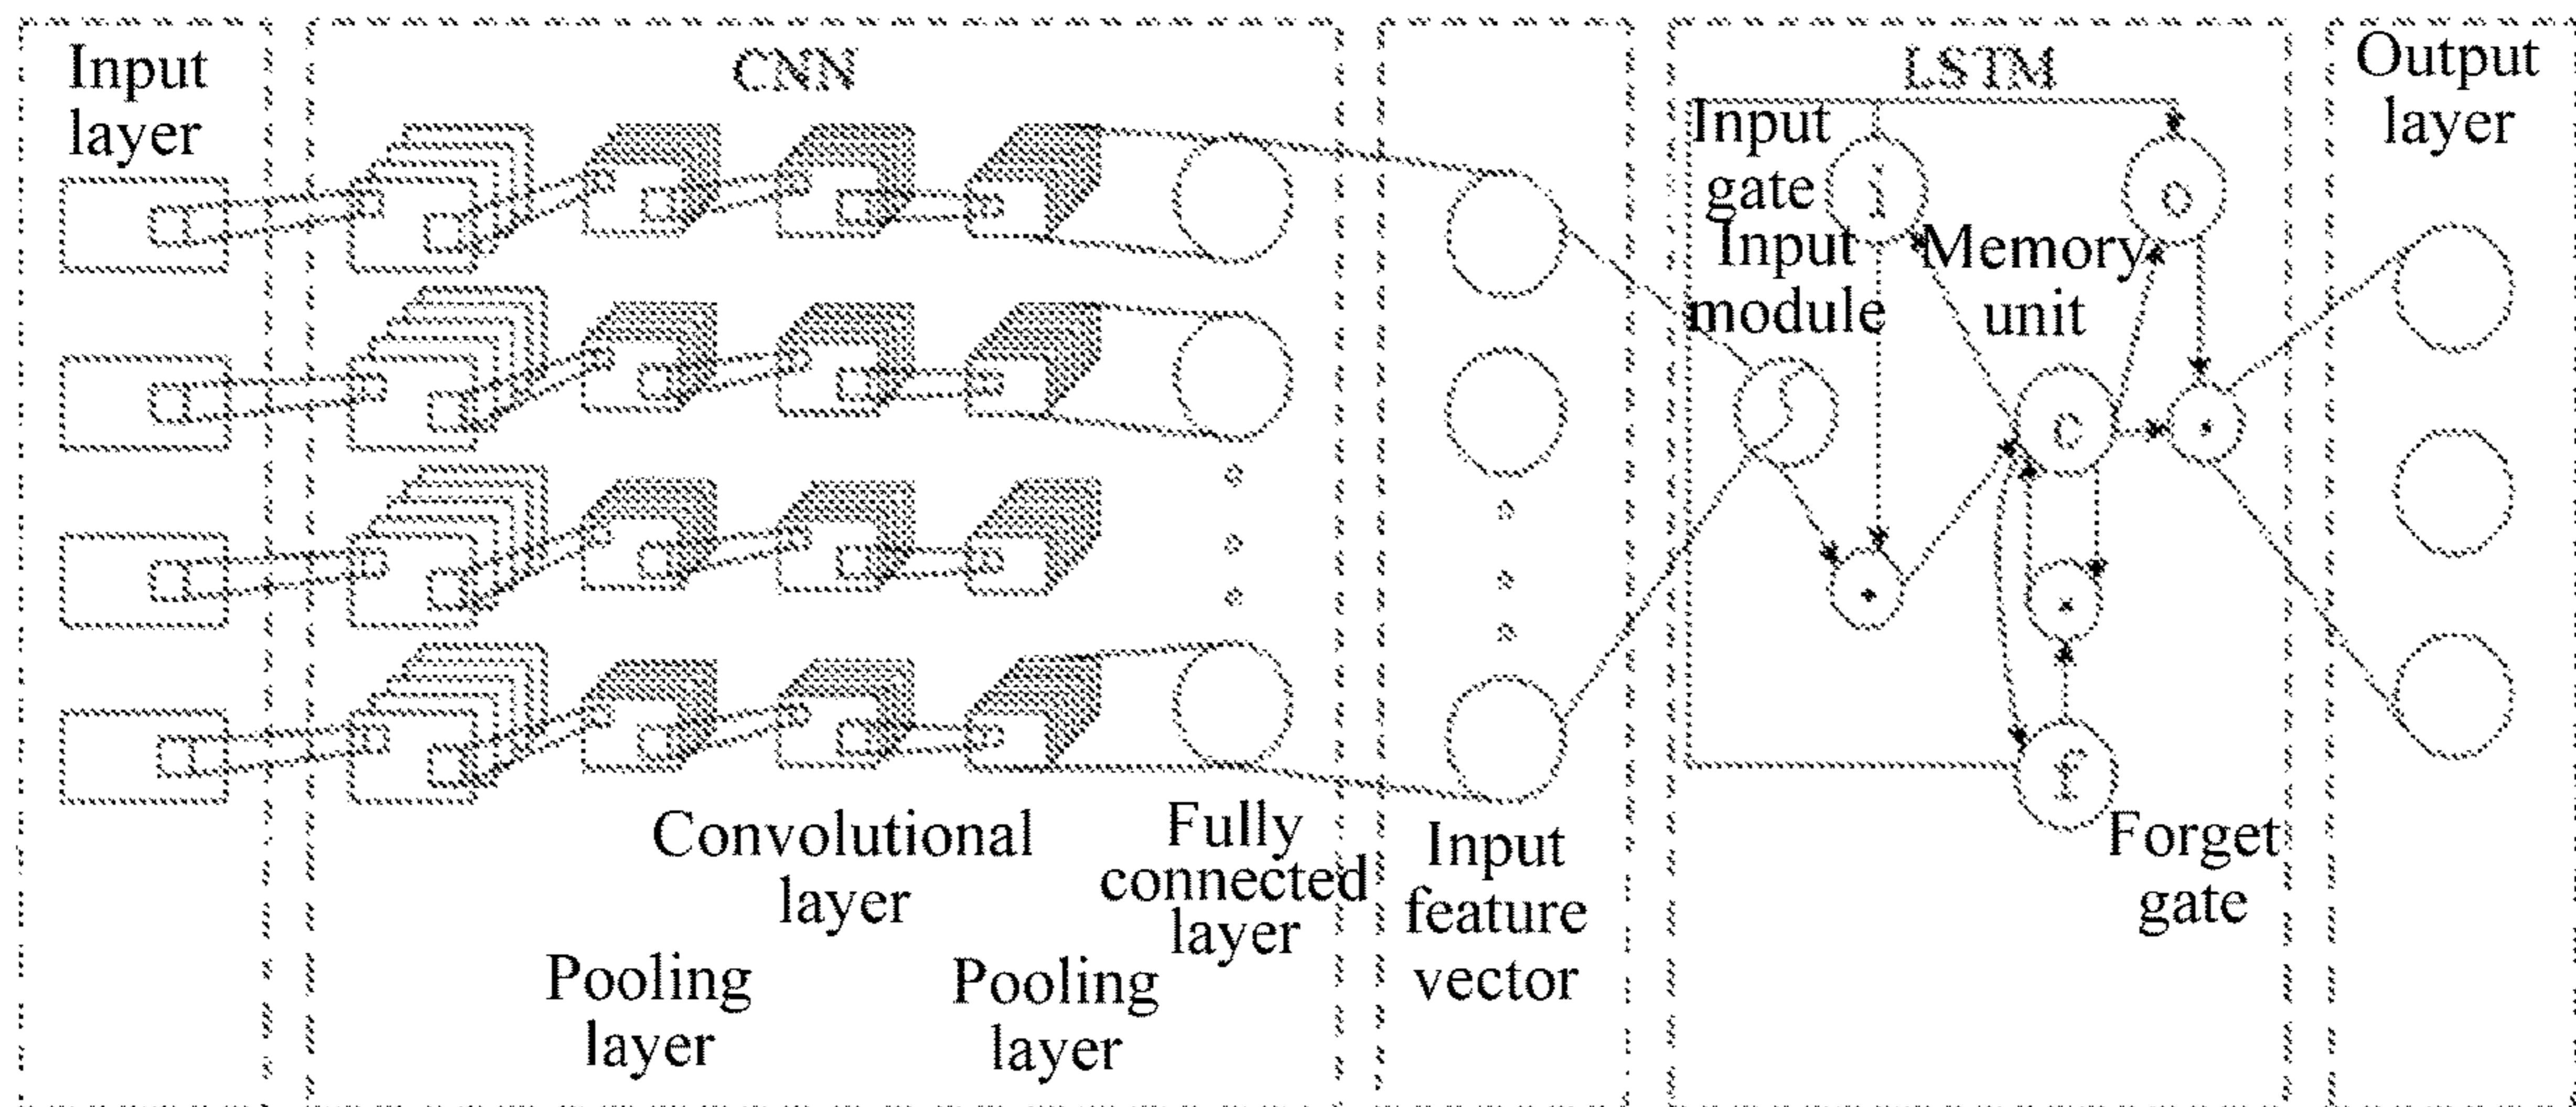 Input
layer
CNN
Convolutional
layer
Pooling
layer
Pooling
layer
Fully
connected
layer
Input
feature
vector
LSTM
Input
gate
i
o
Input
module
Memory
unit
c
f
Forget
gate
Output
layer